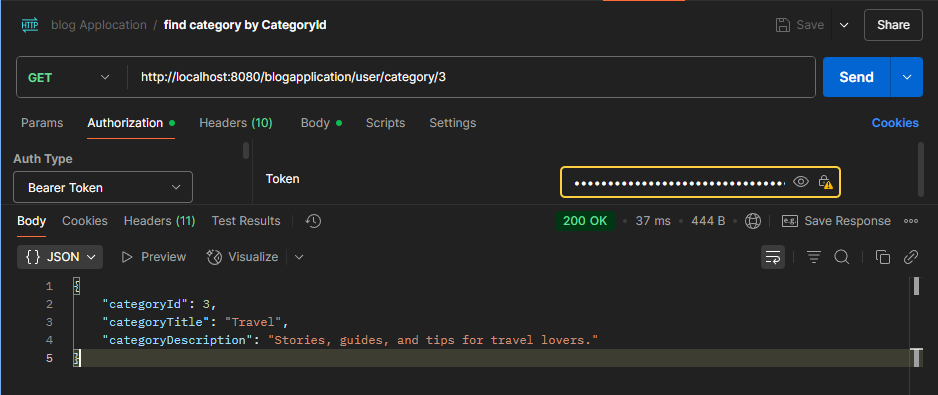 HTTP blog Applocation / find category by CategoryId Save Share
GET http://localhost:8080/blogapplication/user/category/3 Send
Params Authorization Headers (10) Body Scripts Settings Cookies
Auth Type
Bearer Token
Token
Body Cookies Headers (11) Test Results 200 OK 37 ms 444 B e.g. Save Response
{} JSON Preview Visualize
1 {
2 "categoryId": 3,
3 "categoryTitle": "Travel",
4 "categoryDescription": "Stories, guides, and tips for travel lovers."
5 }